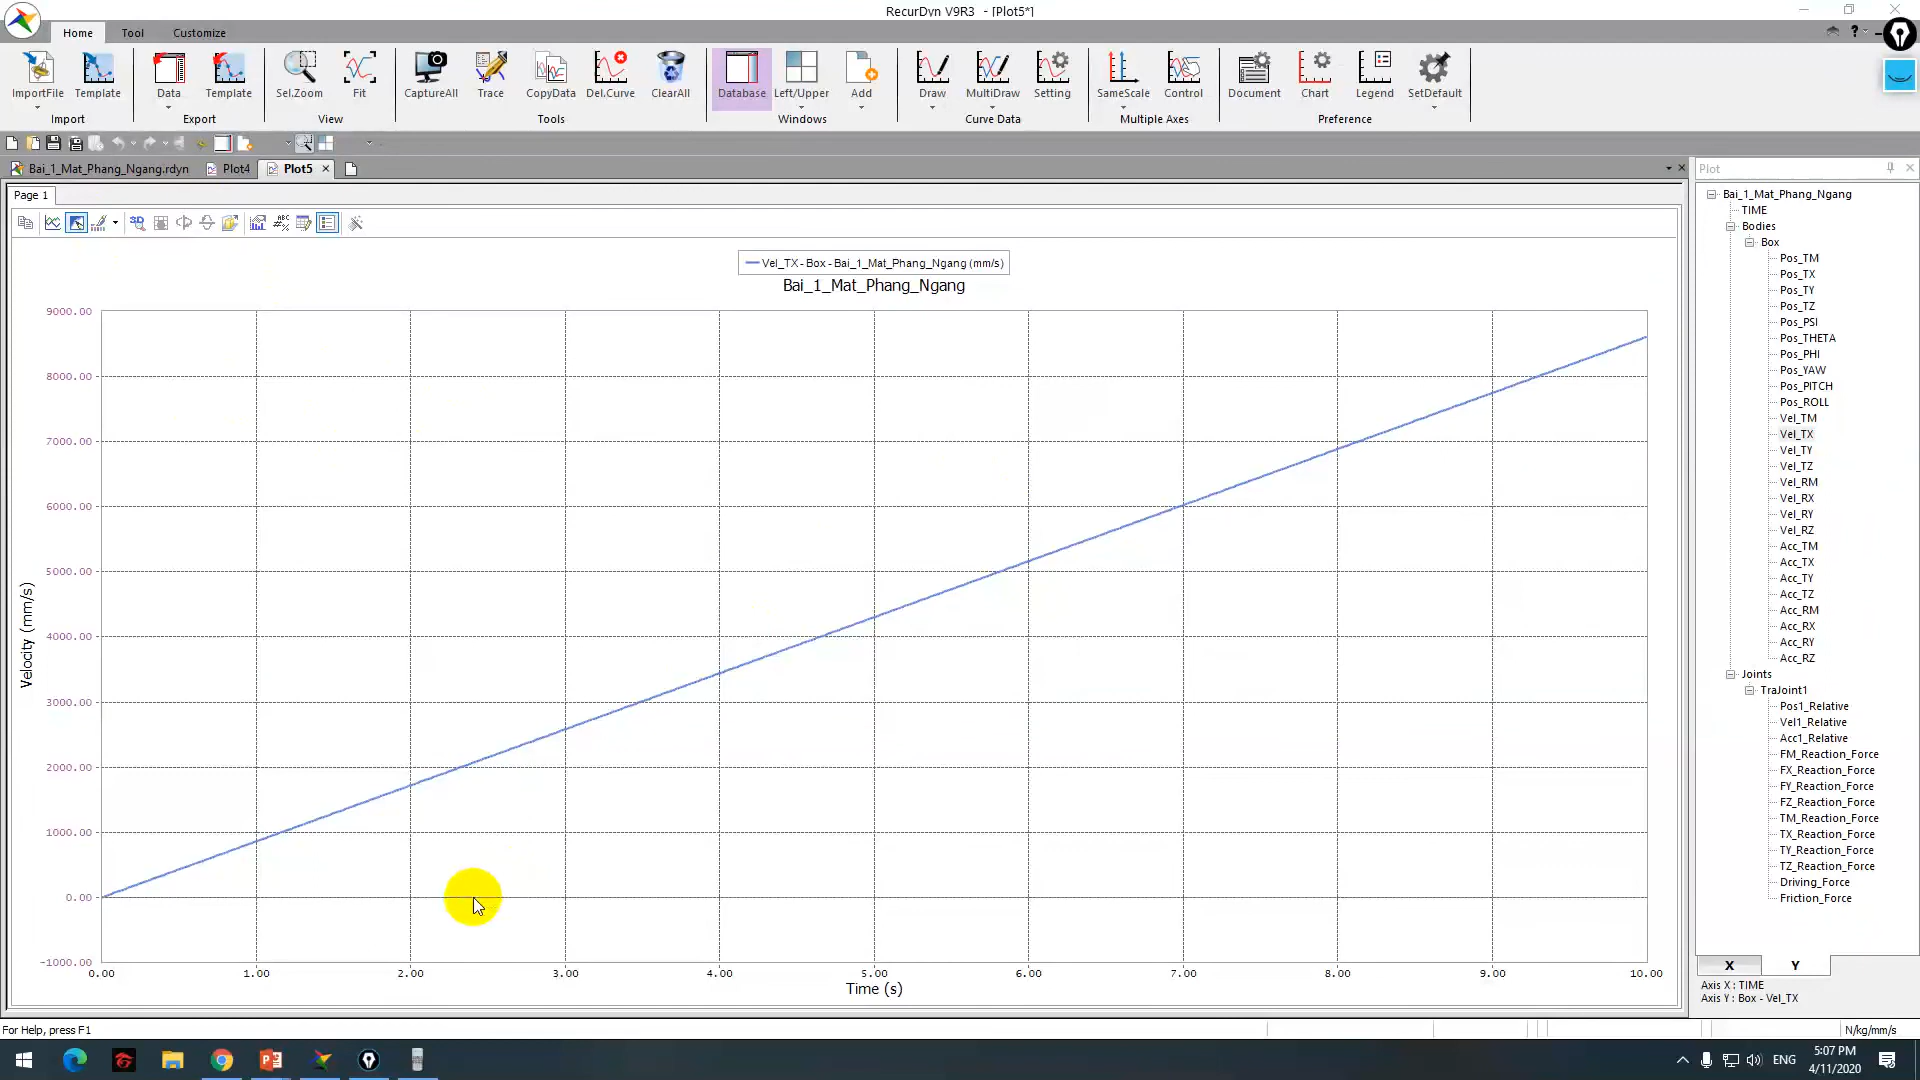 RecurDyn V9R3 - [Plot5*]
Home Tool Customize
ImportFile Template Data Template Sel.Zoom Fit CaptureAll Trace CopyData Del.Curve ClearAll Database Left/Upper Add Draw MultiDraw Setting SameScale Control Document Chart Legend SetDefault
Import Export View Tools Windows Curve Data Multiple Axes Preference
Bai_1_Mat_Phang_Ngang.rdyn Plot4 Plot5
Page 1
Vel_TX - Box - Bai_1_Mat_Phang_Ngang (mm/s)
Bai_1_Mat_Phang_Ngang
9000.00
8000.00
7000.00
6000.00
5000.00
4000.00
3000.00
2000.00
1000.00
0.00
-1000.00
Velocity (mm/s)
0.00 1.00 2.00 3.00 4.00 5.00 6.00 7.00 8.00 9.00 10.00
Time (s)
Plot
Bai_1_Mat_Phang_Ngang
TIME
Bodies
Box
Pos_TM
Pos_TX
Pos_TY
Pos_TZ
Pos_PSI
Pos_THETA
Pos_PHI
Pos_YAW
Pos_PITCH
Pos_ROLL
Vel_TM
Vel_TX
Vel_TY
Vel_TZ
Vel_RM
Vel_RX
Vel_RY
Vel_RZ
Acc_TM
Acc_TX
Acc_TY
Acc_TZ
Acc_RM
Acc_RX
Acc_RY
Acc_RZ
Joints
TraJoint1
Pos1_Relative
Vel1_Relative
Acc1_Relative
FM_Reaction_Force
FX_Reaction_Force
FY_Reaction_Force
FZ_Reaction_Force
TM_Reaction_Force
TX_Reaction_Force
TY_Reaction_Force
TZ_Reaction_Force
Driving_Force
Friction_Force
X Y
Axis X : TIME
Axis Y : Box - Vel_TX
For Help, press F1
N/kg/mm/s
ENG
5:07 PM
4/11/2020